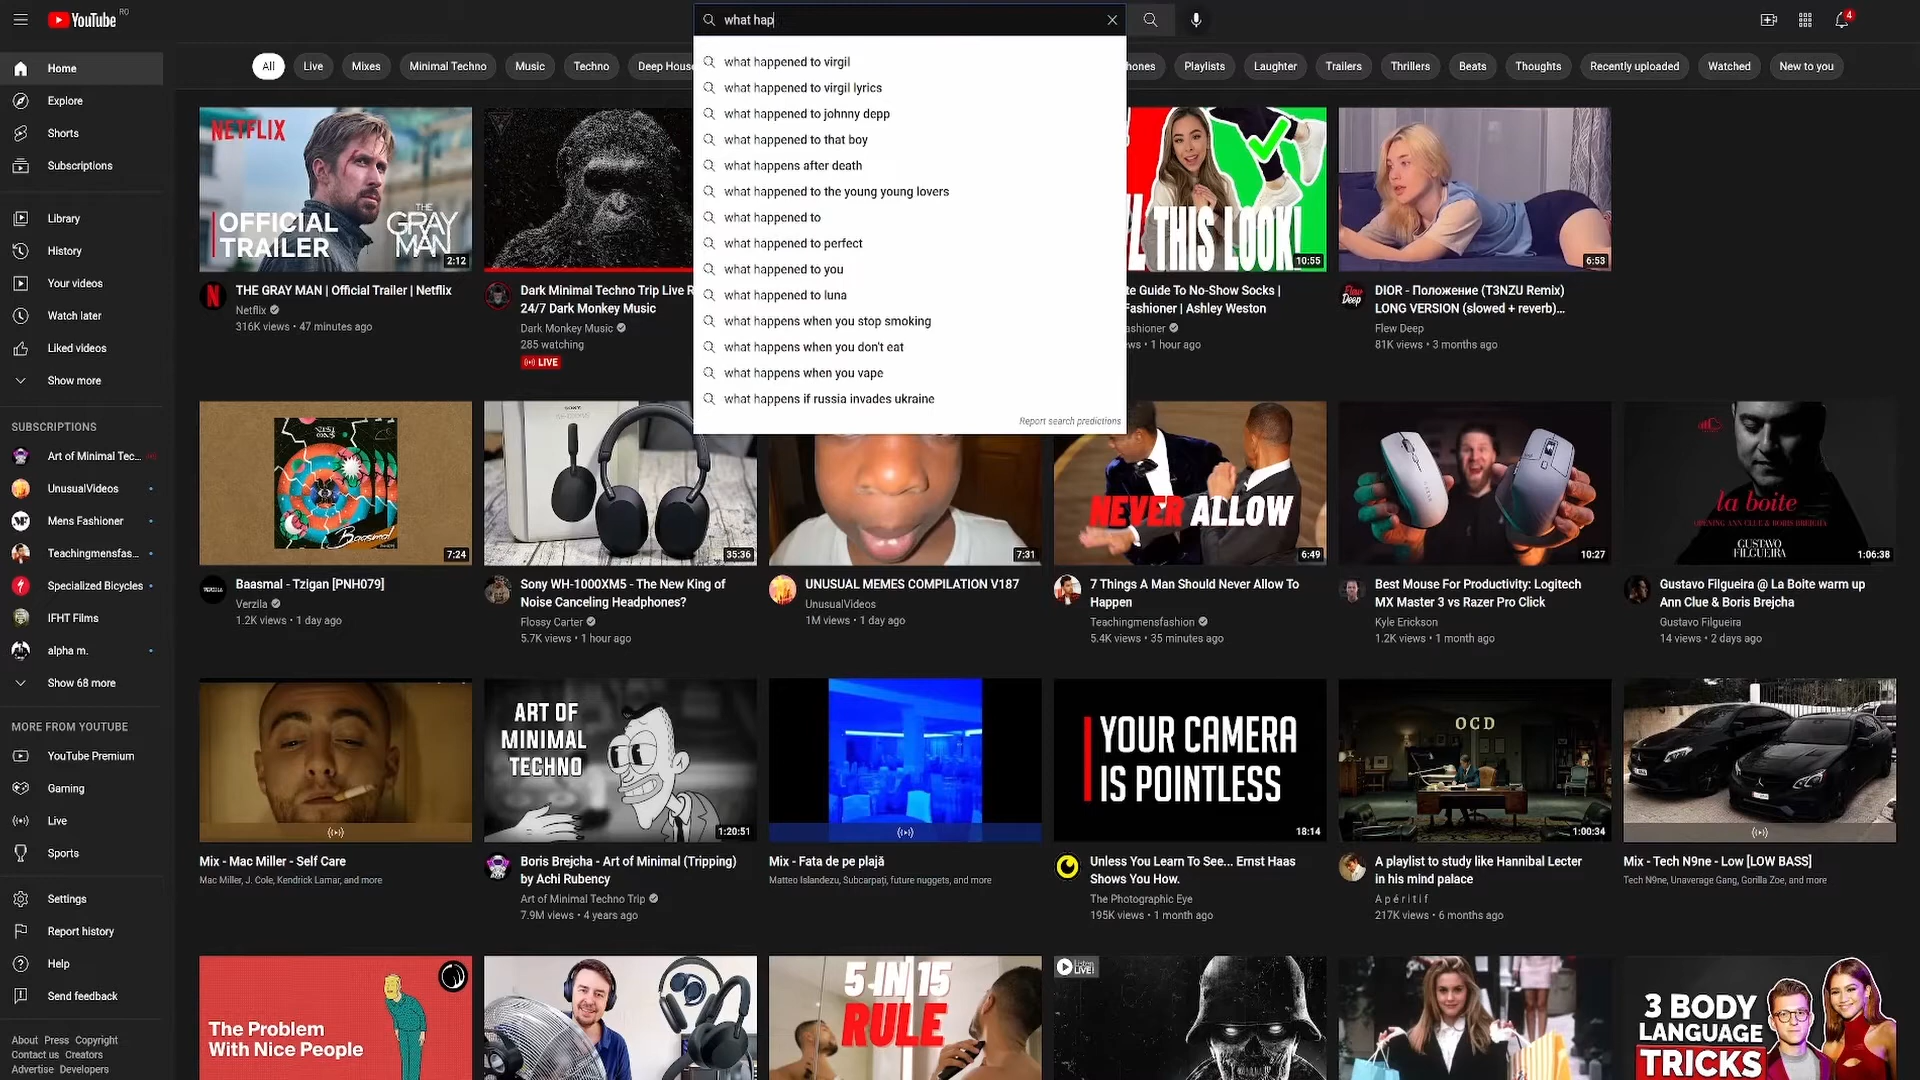 YouTube RO
what hap
4
Home
Explore
Shorts
Subscriptions
Library
History
Your videos
Watch later
Liked videos
Show more
SUBSCRIPTIONS
Art of Minimal Tec...
UnusualVideos
Mens Fashioner
Teachingmensfas...
Specialized Bicycles
IFHT Films
alpha m.
Show 68 more
MORE FROM YOUTUBE
YouTube Premium
Gaming
Live
Sports
Settings
Report history
Help
Send feedback
About Press Copyright
Contact us Creators
Advertise Developers
All Live Mixes Minimal Techno Music Techno Deep House
Playlists Laughter Trailers Thrillers Beats Thoughts Recently uploaded Watched New to you
what happened to virgil
what happened to virgil lyrics
what happened to johnny depp
what happened to that boy
what happens after death
what happened to the young young lovers
what happened to
what happened to perfect
what happened to you
what happened to luna
what happens when you stop smoking
what happens when you don't eat
what happens when you vape
what happens if russia invades ukraine
Report search predictions
NETFLIX
OFFICIAL
TRAILER
THE
GRAY
MAN
2:12
THE GRAY MAN | Official Trailer | Netflix
Netflix
316K views • 47 minutes ago
Dark Minimal Techno Trip Live R
24/7 Dark Monkey Music
Dark Monkey Music
285 watching
LIVE
THIS LOOK!
10:55
te Guide To No-Show Socks |
Fashioner | Ashley Weston
ashioner
ws • 1 hour ago
6:53
DIOR - Положение (T3NZU Remix)
LONG VERSION (slowed + reverb)...
Flew Deep
81K views • 3 months ago
Baasmal
7:24
Baasmal - Tzigan [PNH079]
Verzila
1.2K views • 1 day ago
SONY
35:36
Sony WH-1000XM5 - The New King of
Noise Canceling Headphones?
Flossy Carter
5.7K views • 1 hour ago
7:31
UNUSUAL MEMES COMPILATION V187
UnusualVideos
1M views • 1 day ago
NEVER ALLOW
6:49
7 Things A Man Should Never Allow To
Happen
Teachingmensfashion
5.4K views • 35 minutes ago
10:27
Best Mouse For Productivity: Logitech
MX Master 3 vs Razer Pro Click
Kyle Erickson
1.2K views • 1 month ago
la boite
OPENING ANN CLUE & BORIS BREJCHA
GUSTAVO
FILGUEIRA
1:06:38
Gustavo Filgueira @ La Boite warm up
Ann Clue & Boris Brejcha
Gustavo Filgueira
14 views • 2 days ago
Mix - Mac Miller - Self Care
Mac Miller, J. Cole, Kendrick Lamar, and more
ART OF
MINIMAL
TECHNO
1:20:51
Boris Brejcha - Art of Minimal (Tripping)
by Achi Rubency
Art of Minimal Techno Trip
7.9M views • 4 years ago
Mix - Fata de pe plajă
Matteo Islandezu, Subcarpați, future nuggets, and more
YOUR CAMERA
IS POINTLESS
18:14
Unless You Learn To See... Ernst Haas
Shows You How.
The Photographic Eye
195K views • 1 month ago
OCD
1:00:34
A playlist to study like Hannibal Lecter
in his mind palace
A p é r i t i f
217K views • 6 months ago
Mix - Tech N9ne - Low [LOW BASS]
Tech N9ne, Unaverage Gang, Gorilla Zoe, and more
The Problem
With Nice People
5 IN 15
RULE
LIVE!
3 BODY
LANGUAGE
TRICKS